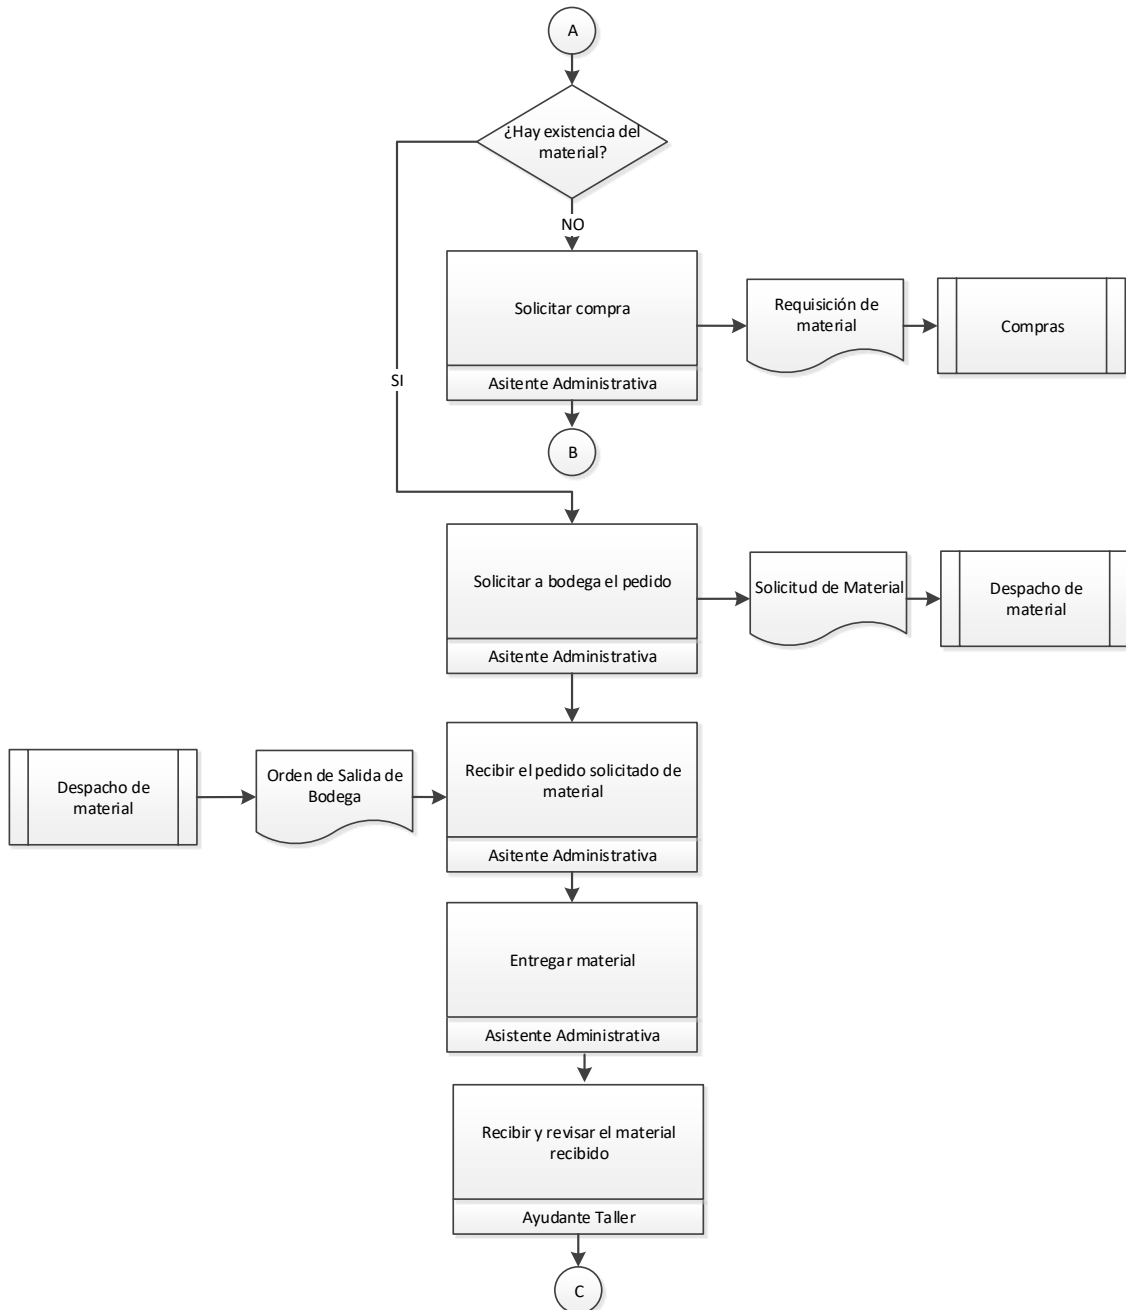 A
¿Hay existencia del
material?
NO
Solicitar compra
Asitente Administrativa
Requisición de
material
Compras
SI
B
Solicitar a bodega el pedido
Asitente Administrativa
Solicitud de Material
Despacho de
material
Despacho de
material
Orden de Salida de
Bodega
Recibir el pedido solicitado de
material
Asitente Administrativa
Entregar material
Asistente Administrativa
Recibir y revisar el material
recibido
Ayudante Taller
C